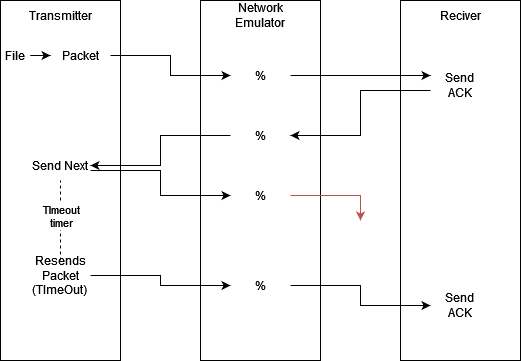 Transmitter
Network
Emulator
Reciver
File
Packet
%
Send
ACK
%
Send Next
%
TImeout
timer
Resends
Packet
(TImeOut)
%
Send
ACK